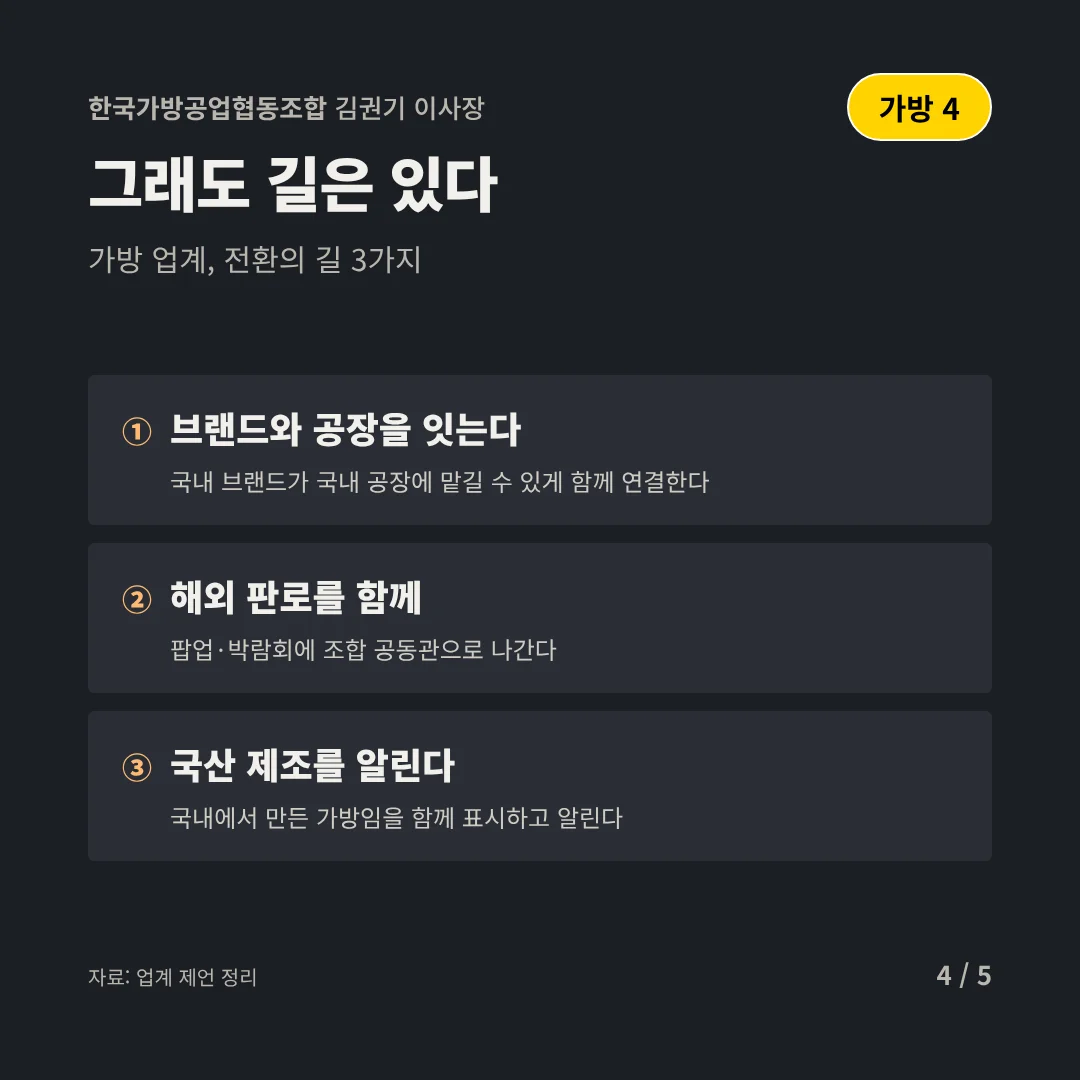 한국가방공업협동조합 김권기 이사장
가방 4
그래도 길은 있다
가방 업계, 전환의 길 3가지
① 브랜드와 공장을 잇는다
국내 브랜드가 국내 공장에 맡길 수 있게 함께 연결한다
② 해외 판로를 함께
팝업·박람회에 조합 공동관으로 나간다
③ 국산 제조를 알린다
국내에서 만든 가방임을 함께 표시하고 알린다
자료: 업계 제언 정리
4 / 5